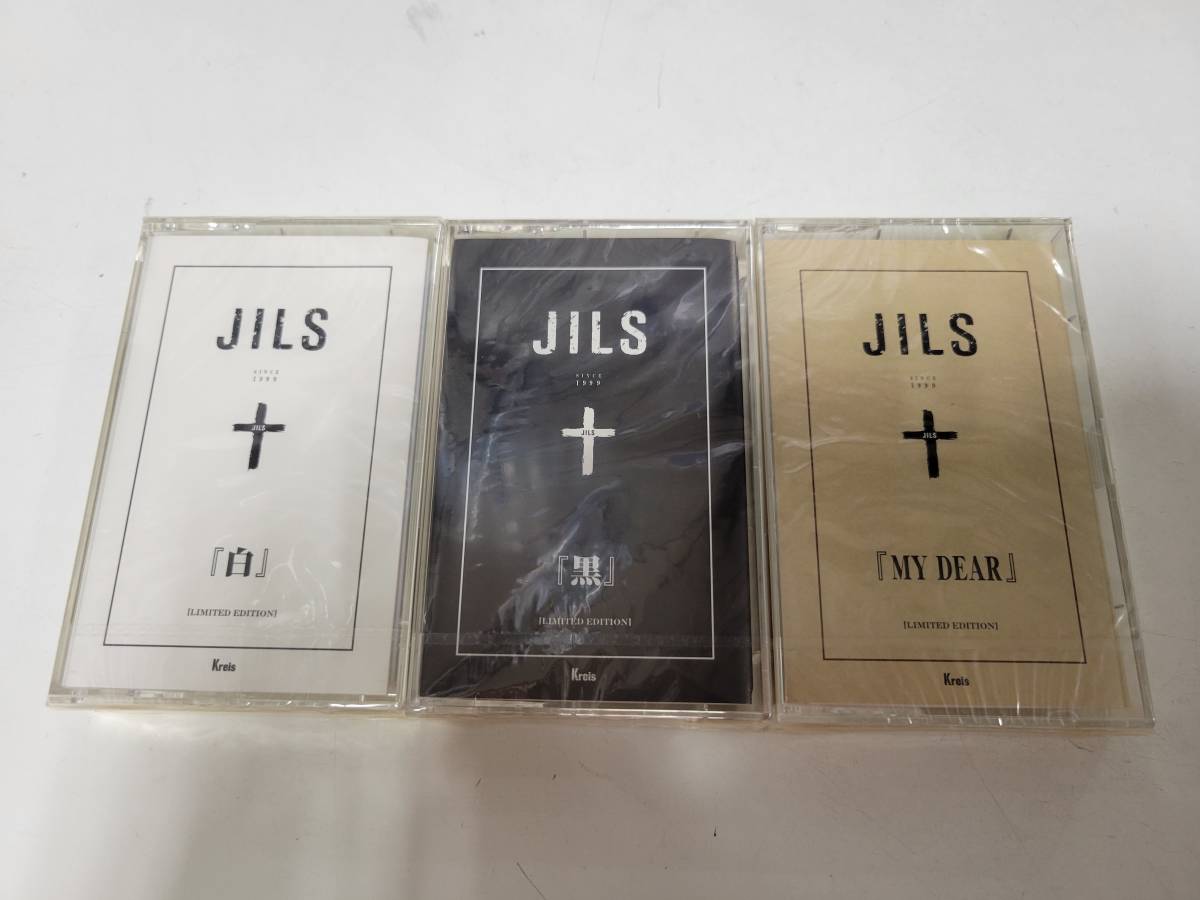 JILS
SINCE
1999
JILS
『白』
[LIMITED EDITION]
Kreis
JILS
SINCE
1999
JILS
『黒』
[LIMITED EDITION]
Kreis
JILS
SINCE
1999
JILS
『MY DEAR』
[LIMITED EDITION]
Kreis